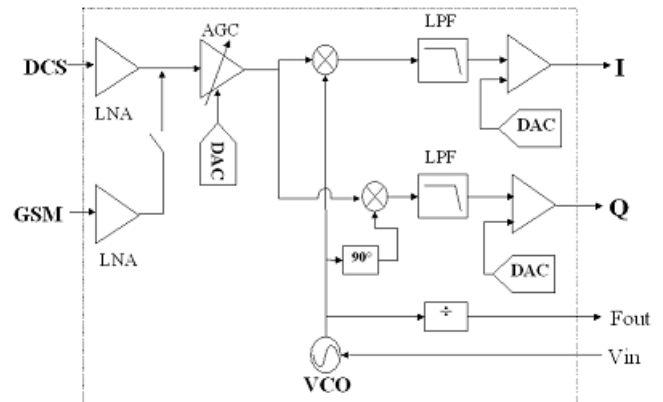 LPF
AGC
DCS
I
LNA
DAC
DAC
LPF
GSM
Q
LNA
90°
DAC
÷
Fout
Vin
VCO